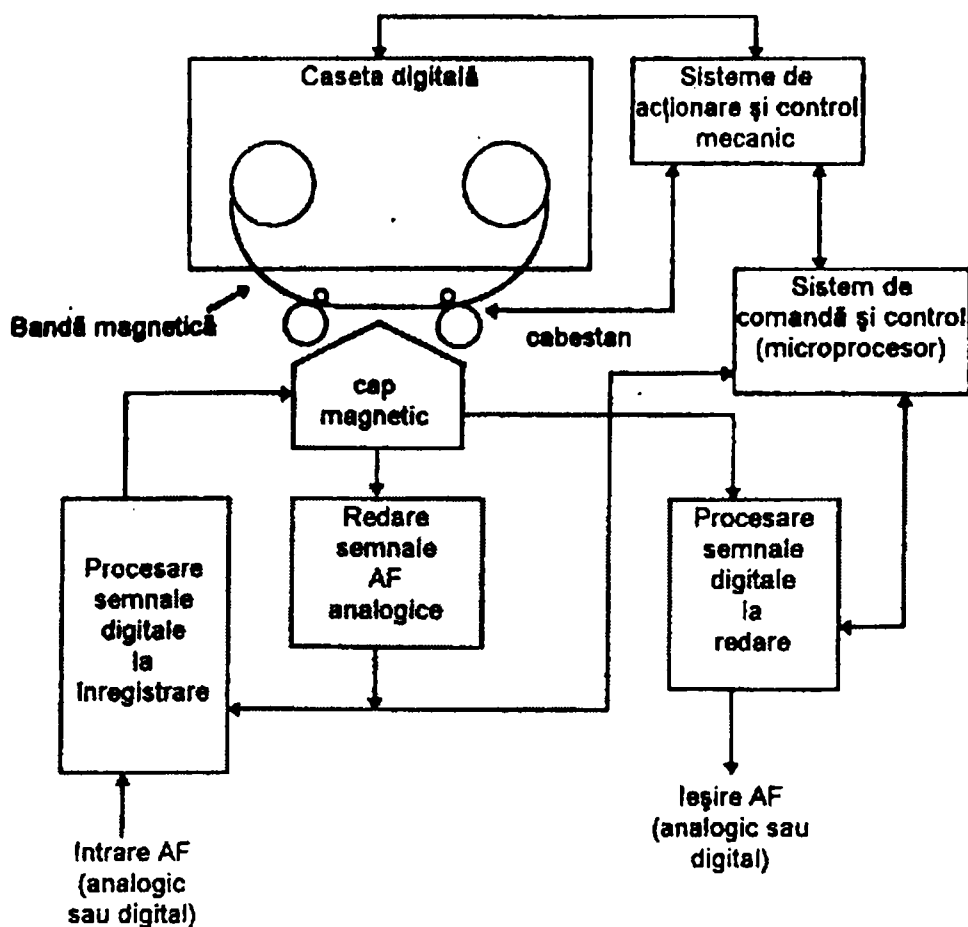 Caseta digitală
Sisteme de
acționare și control
mecanic
Bandă magnetică
cabestan
Sistem de
comandă și control
(microprocesor)
cap
magnetic
Procesare
semnale
digitale
la
înregistrare
Redare
semnale
AF
analogice
Procesare
semnale
digitale
la
redare
Intrare AF
(analogic
sau digital)
Ieșire AF
(analogic sau
digital)